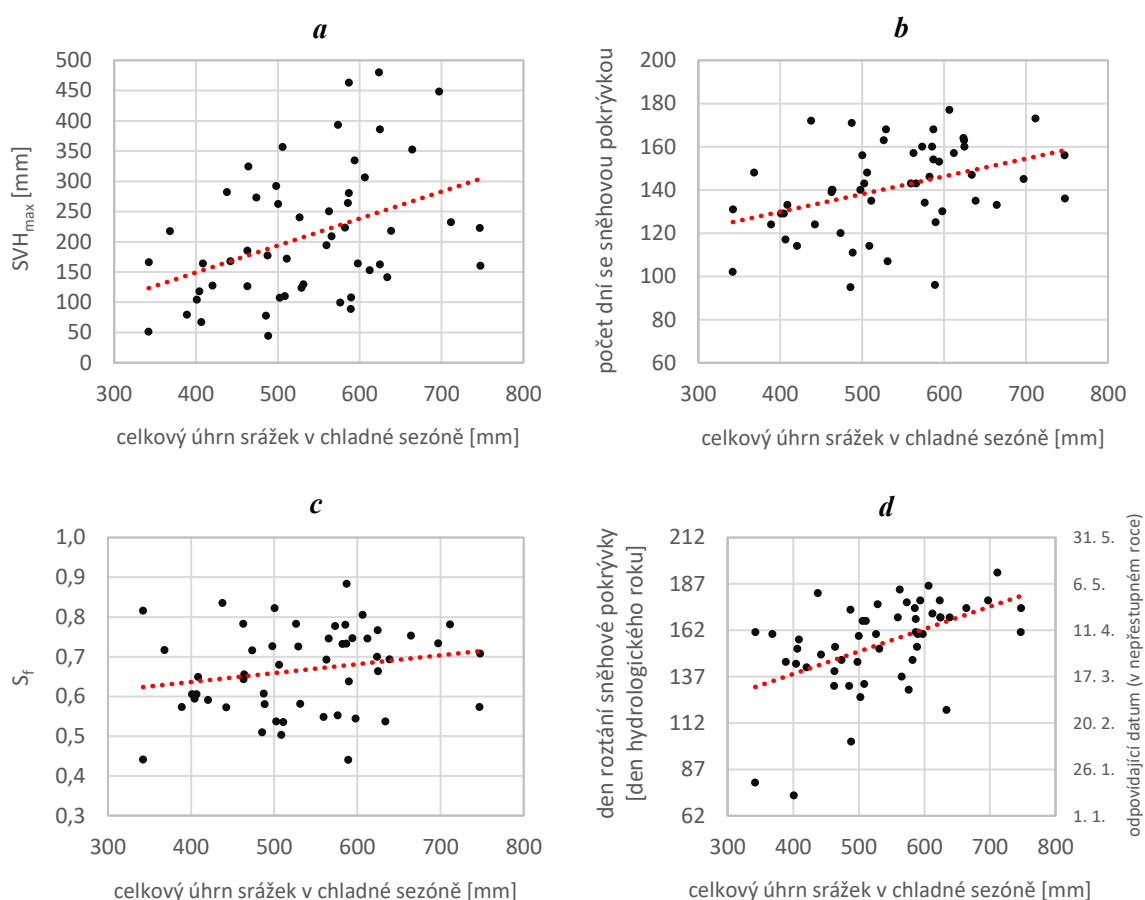 a
500
450
400
350
300
250
200
150
100
50
0
SVHmax [mm]
300 400 500 600 700 800
celkový úhrn srážek v chladné sezóně [mm]
b
200
180
160
140
120
100
80
60
počet dní se sněhovou pokrývkou
300 400 500 600 700 800
celkový úhrn srážek v chladné sezóně [mm]
c
1,0
0,9
0,8
0,7
0,6
0,5
0,4
0,3
Sf
300 400 500 600 700 800
celkový úhrn srážek v chladné sezóně [mm]
d
212
187
162
137
112
87
62
den roztání sněhové pokrývky
[den hydrologického roku]
31. 5.
6. 5.
11. 4.
17. 3.
20. 2.
26. 1.
1. 1.
odpovídající datum (v nepřestupném roce)
300 400 500 600 700 800
celkový úhrn srážek v chladné sezóně [mm]